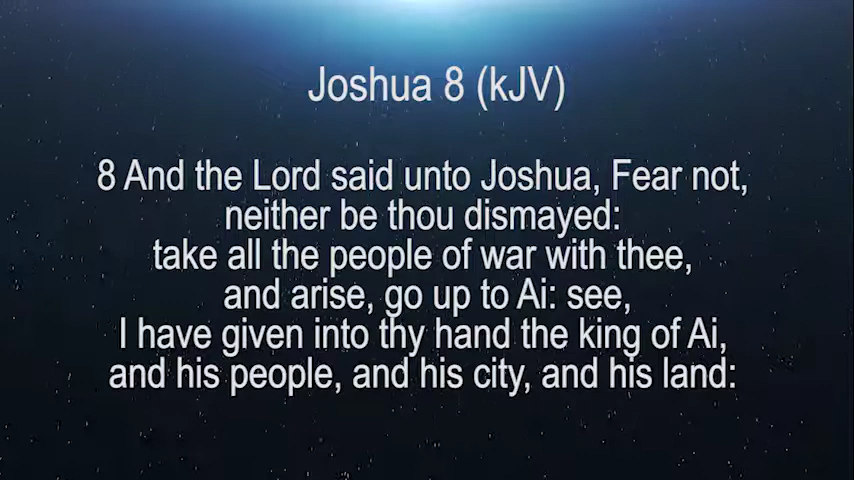 Joshua 8 (kJV)
8 And the Lord said unto Joshua, Fear not,
neither be thou dismayed:
take all the people of war with thee,
and arise, go up to Ai: see,
I have given into thy hand the king of Ai,
and his people, and his city, and his land: